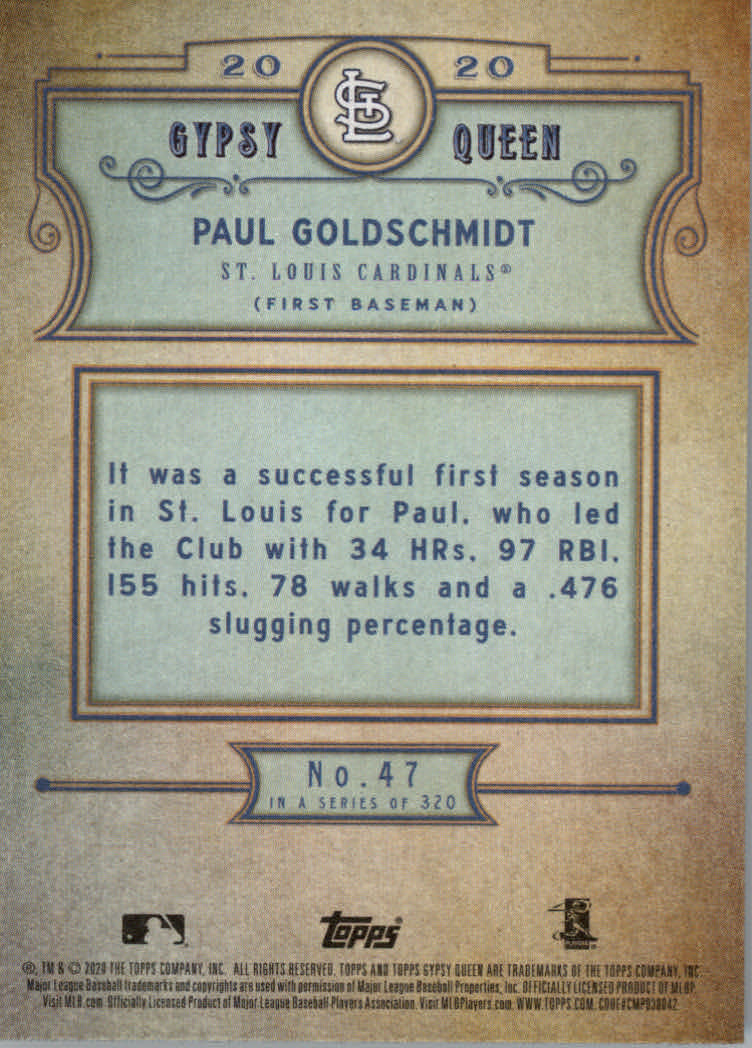 20 20
GYPSY QUEEN
PAUL GOLDSCHMIDT
ST. LOUIS CARDINALS®
(FIRST BASEMAN)
It was a successful first season
in St. Louis for Paul, who led
the Club with 34 HRs, 97 RBI,
155 hits, 78 walks and a .476
slugging percentage.
No. 47
IN A SERIES OF 320
topps®
®, TM & © 2020 THE TOPPS COMPANY, INC. ALL RIGHTS RESERVED. TOPPS AND TOPPS GYPSY QUEEN ARE TRADEMARKS OF THE TOPPS COMPANY, INC.
Major League Baseball trademarks and copyrights are used with permission of Major League Baseball Properties, Inc. OFFICIALLY LICENSED PRODUCT OF MLBP
Visit MLB.com Officially Licensed Product of Major League Baseball Players Association. Visit MLBPlayers.com. WWW.TOPPS.COM.